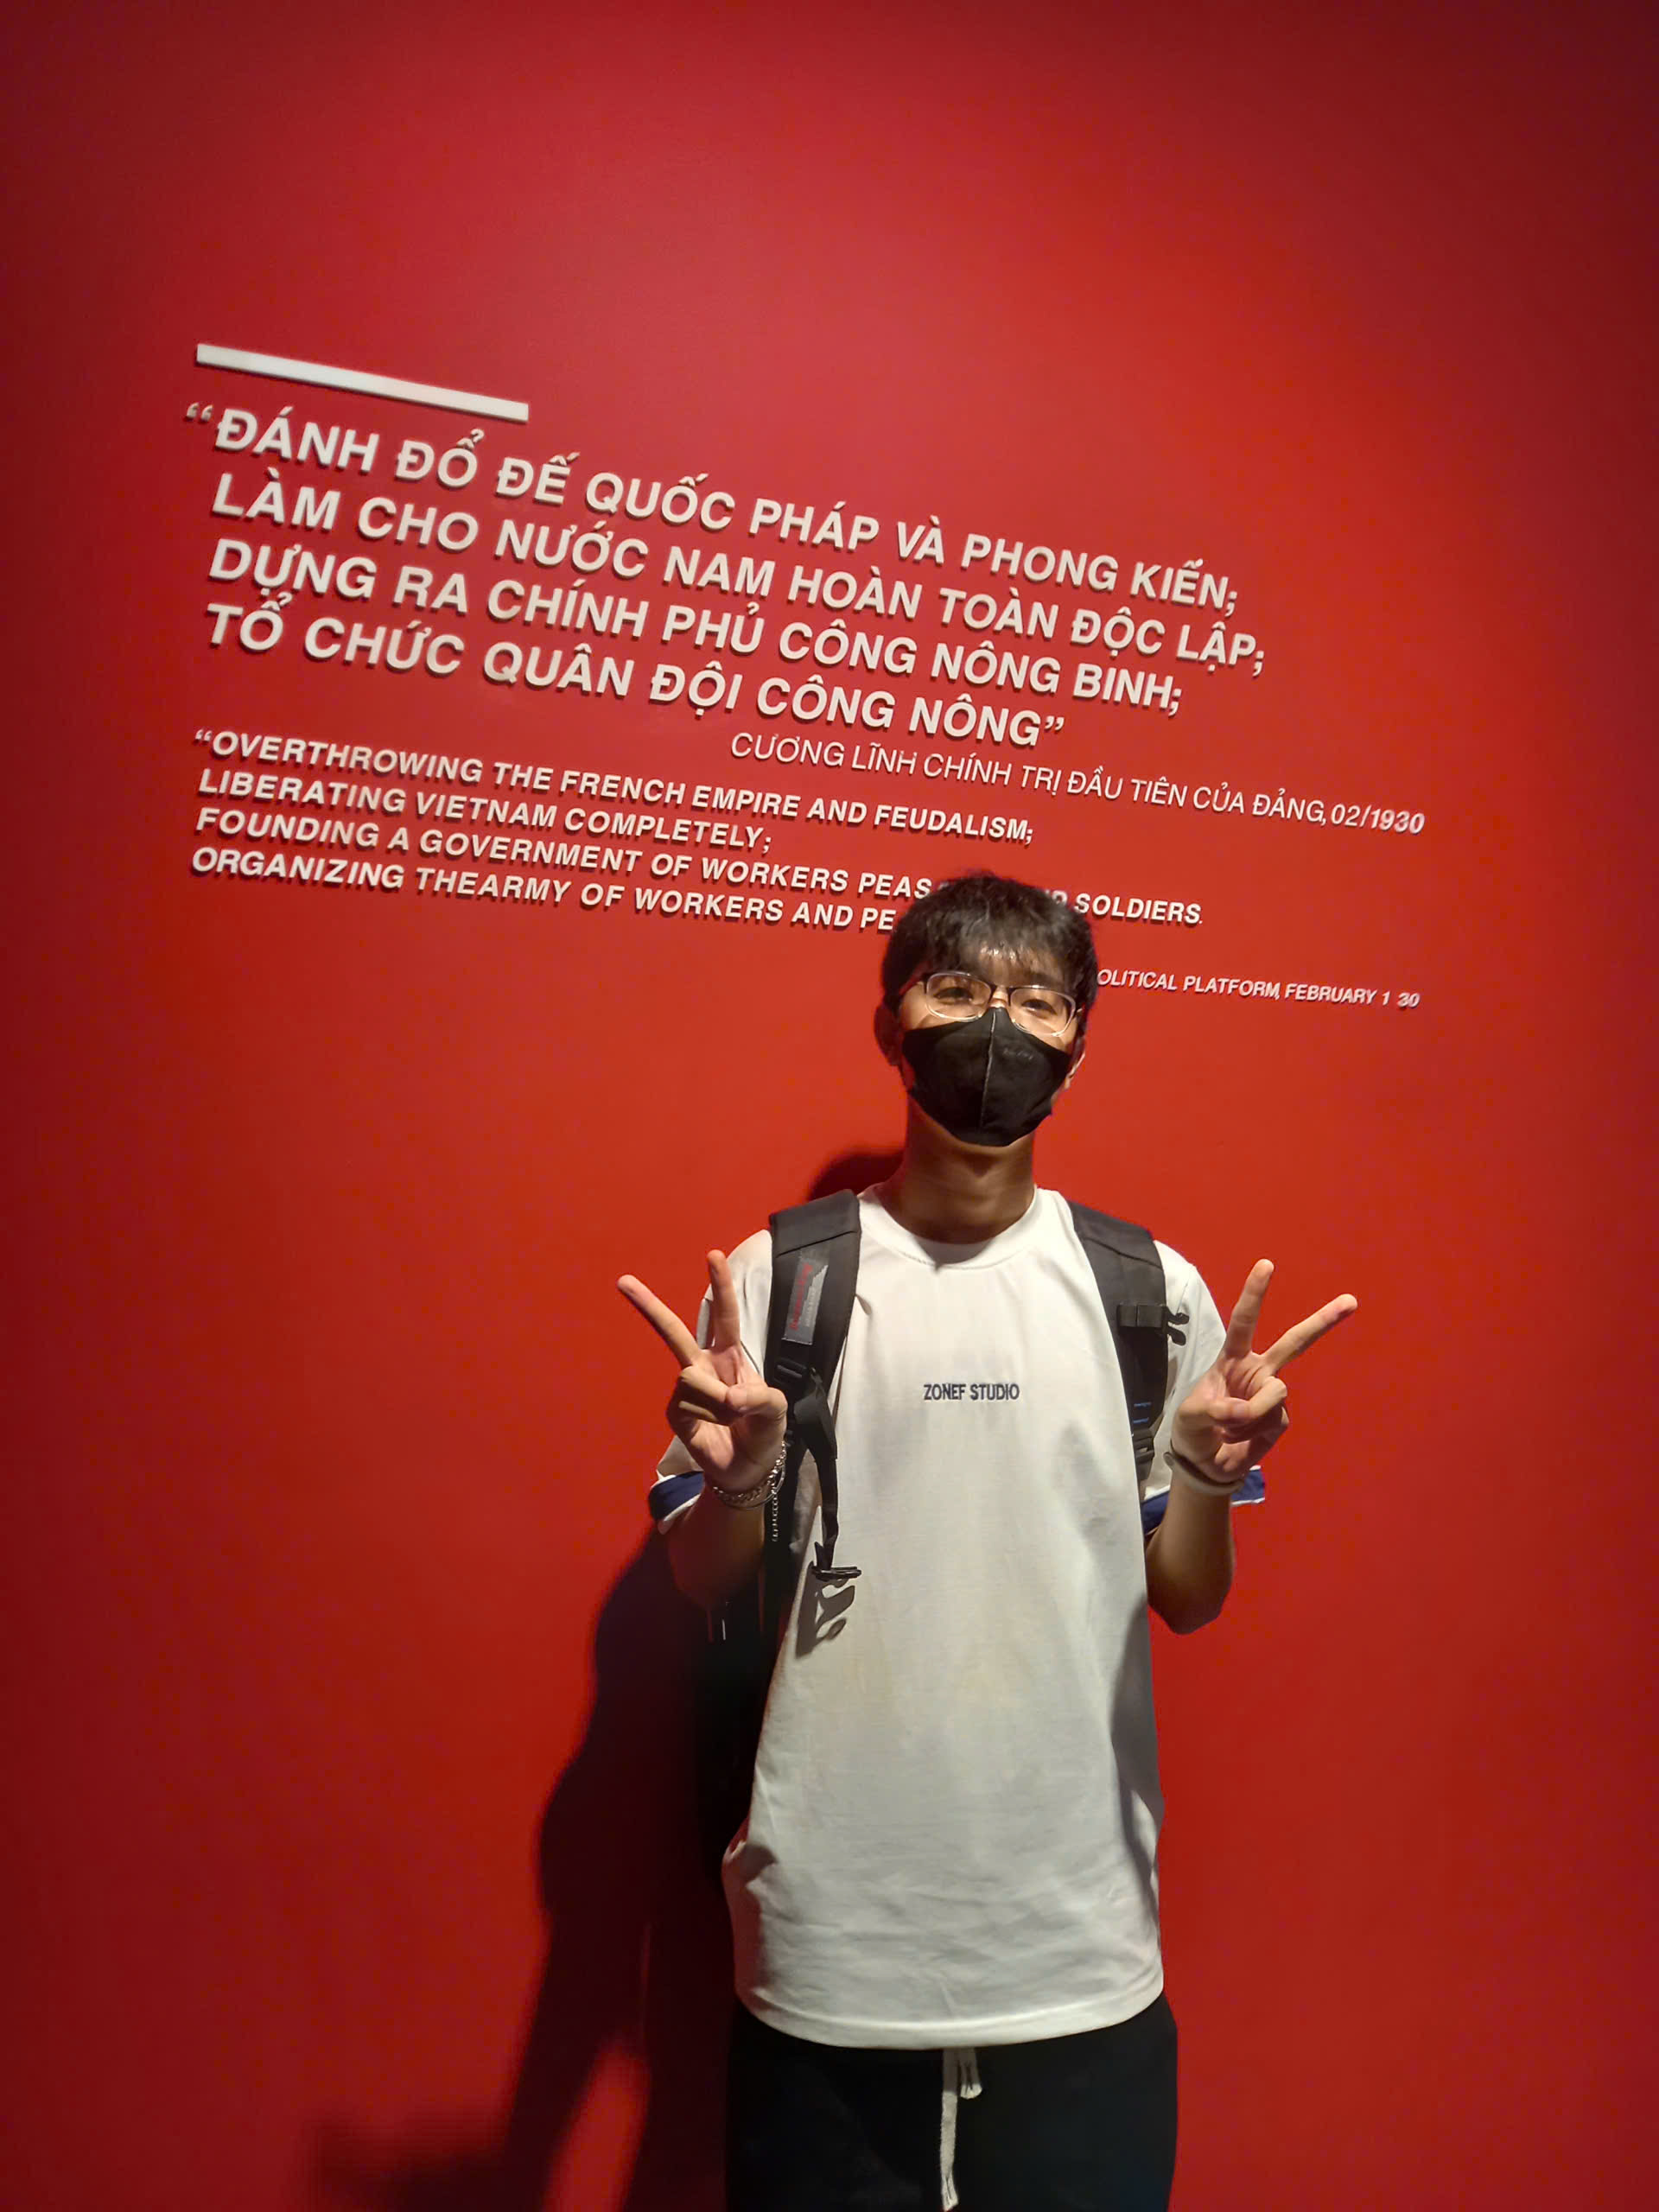 “ĐÁNH ĐỔ ĐẾ QUỐC PHÁP VÀ PHONG KIẾN;
LÀM CHO NƯỚC NAM HOÀN TOÀN ĐỘC LẬP;
DỰNG RA CHÍNH PHỦ CÔNG NÔNG BINH;
TỔ CHỨC QUÂN ĐỘI CÔNG NÔNG”
CƯƠNG LĨNH CHÍNH TRỊ ĐẦU TIÊN CỦA ĐẢNG, 02/1930
“OVERTHROWING THE FRENCH EMPIRE AND FEUDALISM;
LIBERATING VIETNAM COMPLETELY;
FOUNDING A GOVERNMENT OF WORKERS PEAS SOLDIERS.
ORGANIZING THEARMY OF WORKERS AND PE
OLITICAL PLATFORM, FEBRUARY 1 30
ZONEF STUDIO